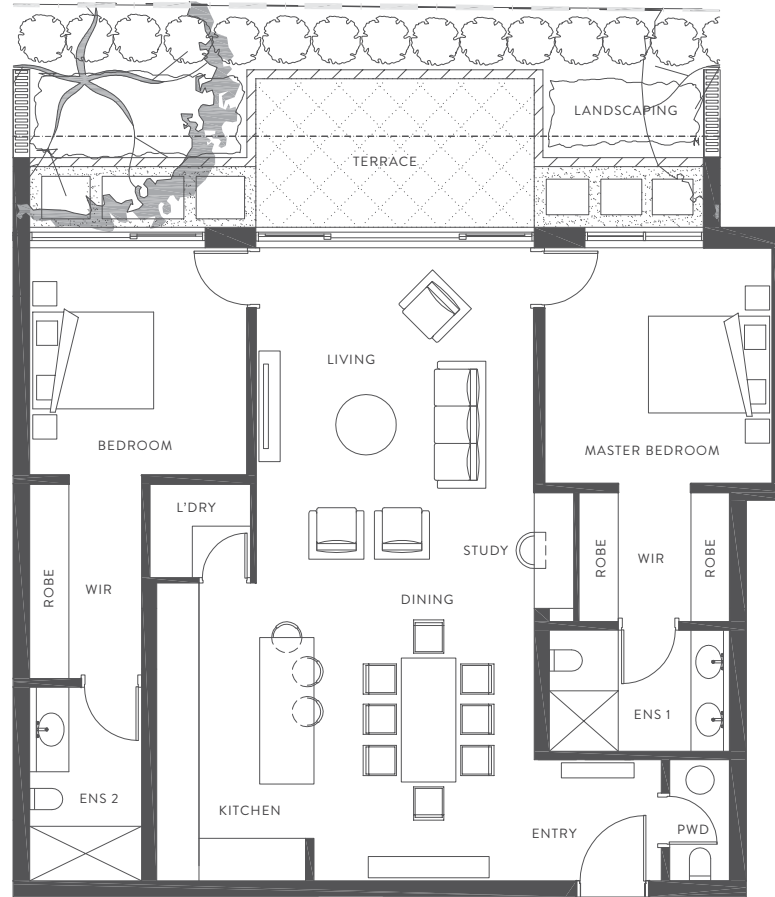 LANDSCAPING
TERRACE
LIVING
BEDROOM
MASTER BEDROOM
L'DRY
STUDY
ROBE
WIR
ROBE
WIR
ROBE
DINING
ENS 1
ENS 2
KITCHEN
ENTRY
PWD